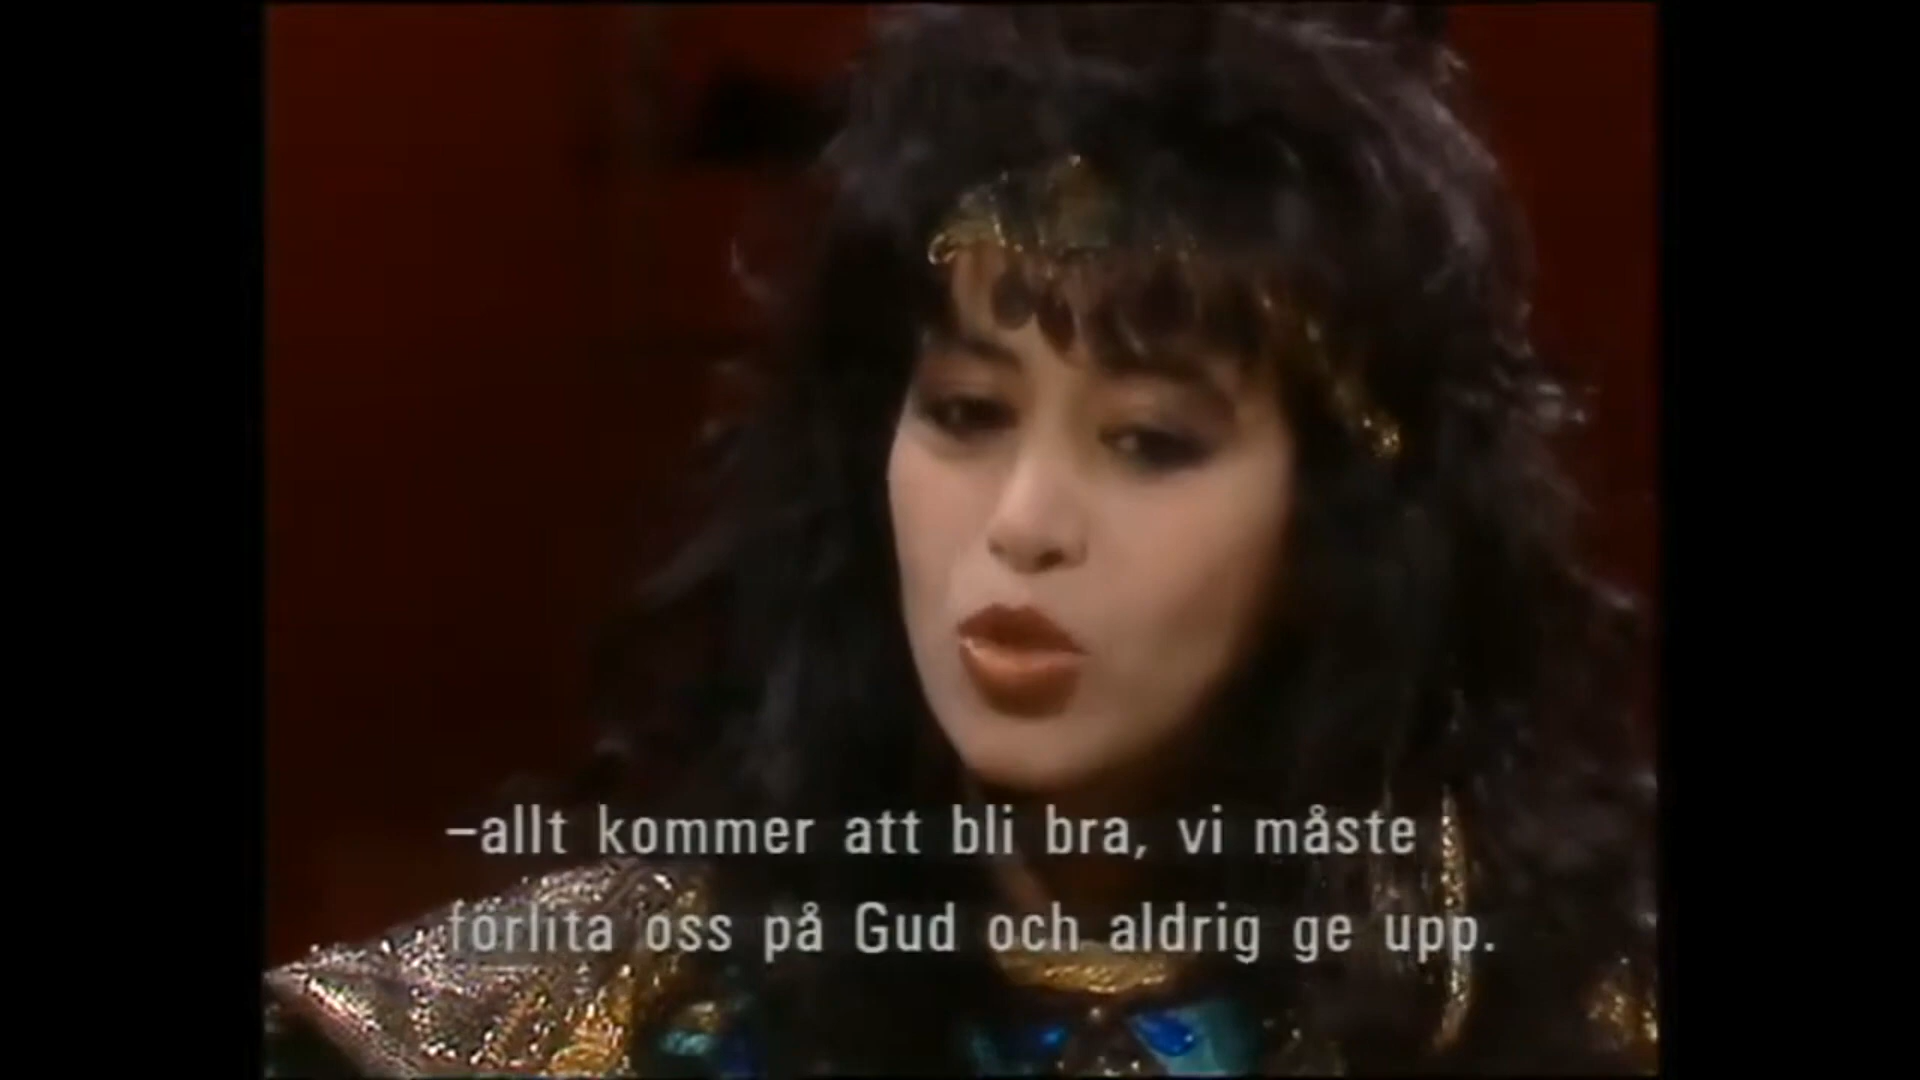 –allt kommer att bli bra, vi måste
förlita oss på Gud och aldrig ge upp.